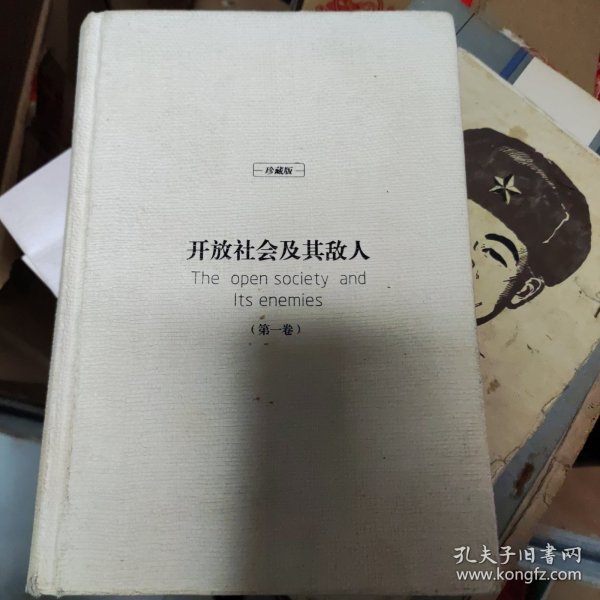 珍藏版
开放社会及其敌人
The open society and
Its enemies
(第一卷)
孔夫子旧书网
www.kongfz.com